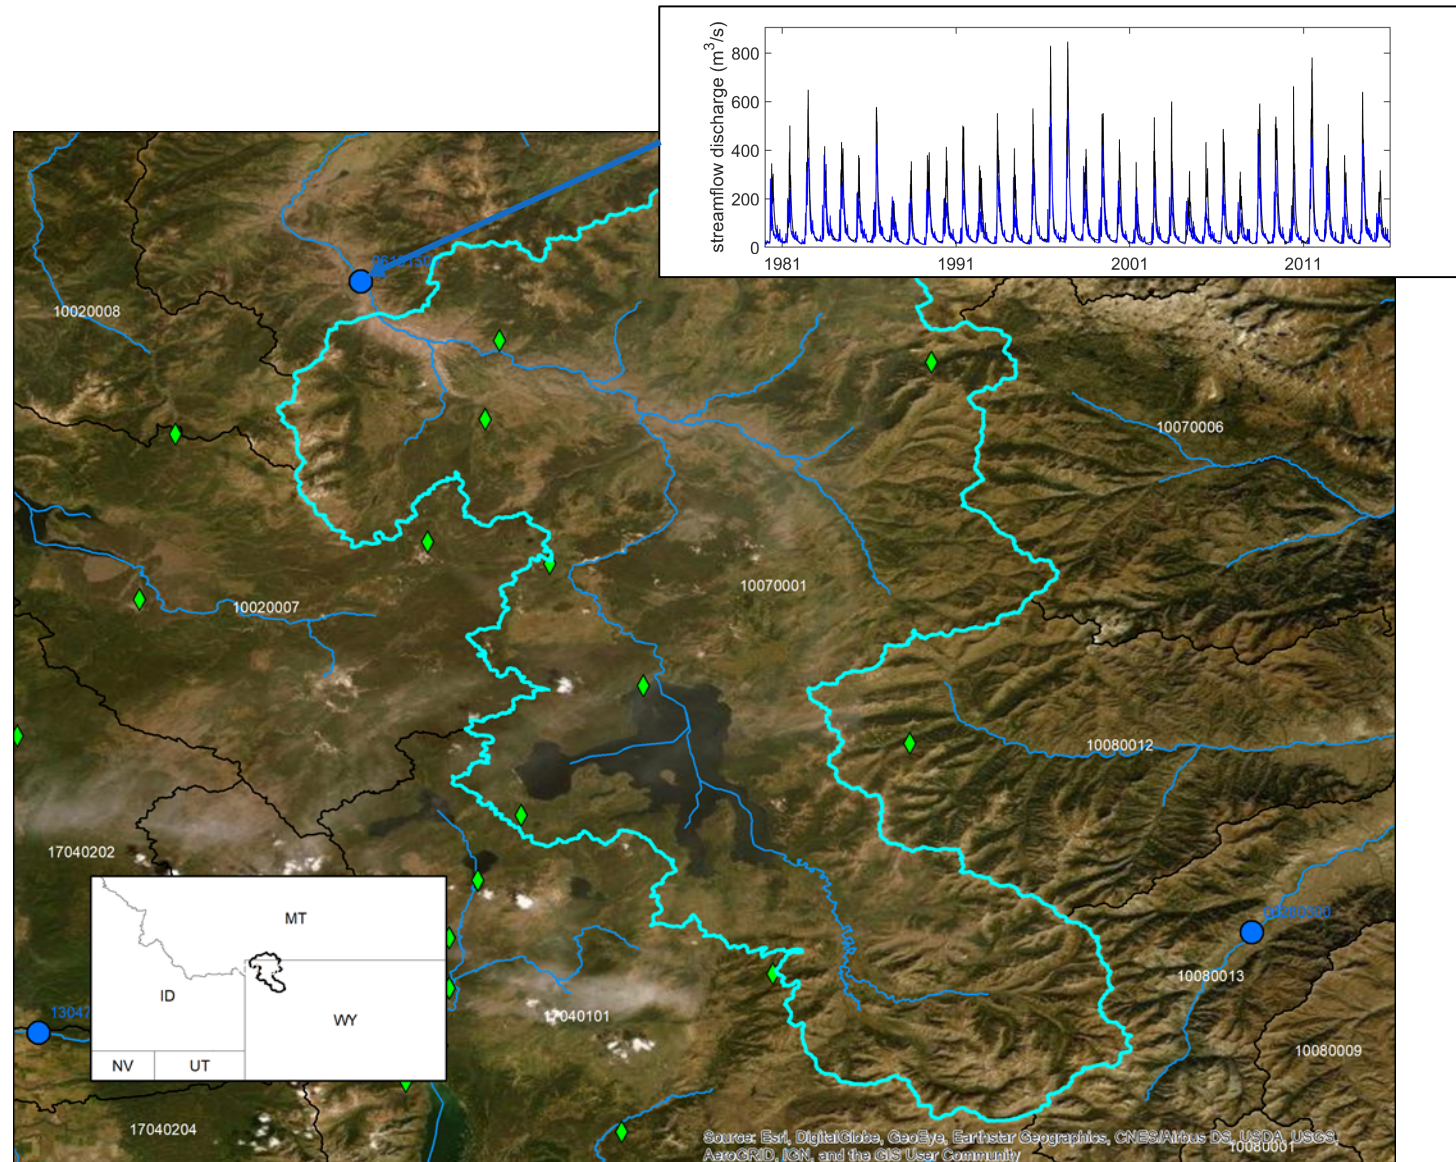 streamflow discharge (m³/s)
800
600
400
200
0
1981
1991
2001
2011
10020008
10070006
10070001
10020007
10080012
17040202
06280300
10080013
17040101
10080009
13047
17040204
10080001
MT
ID
WY
NV
UT
Source: Esri, DigitalGlobe, GeoEye, Earthstar Geographics, CNES/Airbus DS, USDA, USGS,
AeroGRID, IGN, and the GIS User Community